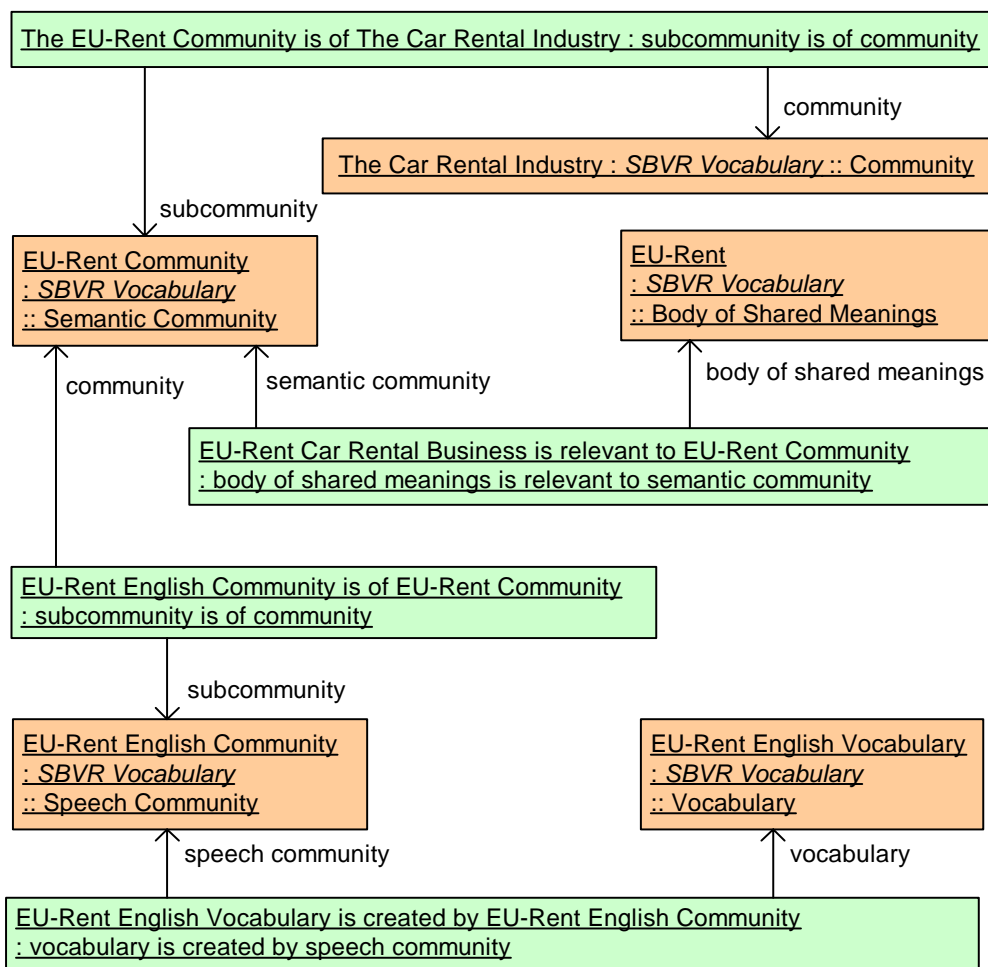 The EU-Rent Community is of The Car Rental Industry : subcommunity is of community
community
The Car Rental Industry : SBVR Vocabulary :: Community
subcommunity
EU-Rent Community
: SBVR Vocabulary
:: Semantic Community
EU-Rent
: SBVR Vocabulary
:: Body of Shared Meanings
community
semantic community
body of shared meanings
EU-Rent Car Rental Business is relevant to EU-Rent Community
: body of shared meanings is relevant to semantic community
EU-Rent English Community is of EU-Rent Community
: subcommunity is of community
subcommunity
EU-Rent English Community
: SBVR Vocabulary
:: Speech Community
EU-Rent English Vocabulary
: SBVR Vocabulary
:: Vocabulary
speech community
vocabulary
EU-Rent English Vocabulary is created by EU-Rent English Community
: vocabulary is created by speech community